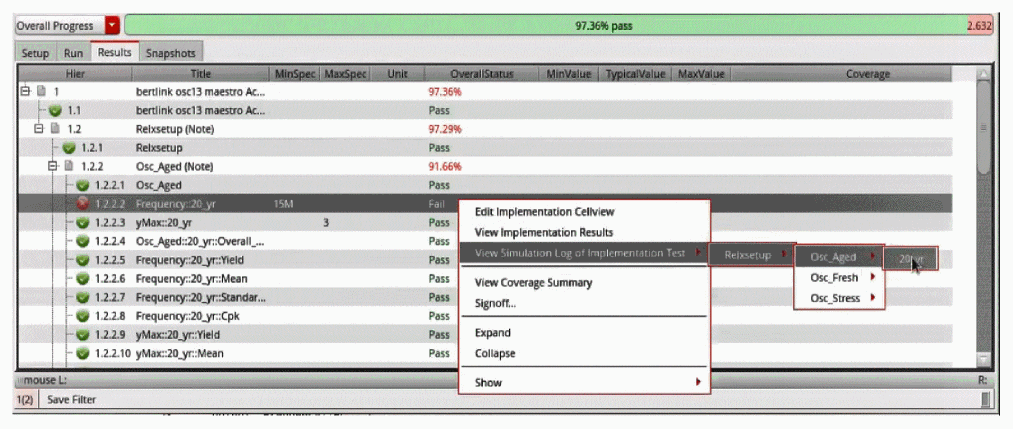 Overall Progress 97.36% pass 2.632
Setup Run Results Snapshots
Hier Title MinSpec MaxSpec Unit OverallStatus MinValue TypicalValue MaxValue Coverage
1 bertlink osc13 maestro Ac... 97.36%
1.1 bertlink osc13 maestro Ac... Pass
1.2 Relxsetup (Note) 97.29%
1.2.1 Relxsetup Pass
1.2.2 Osc_Aged (Note) 91.66%
1.2.2.1 Osc_Aged Pass
1.2.2.2 Frequency::20_yr 15M Fail
1.2.2.3 yMax::20_yr 3 Pass
1.2.2.4 Osc_Aged::20_yr::Overall_... Pass
1.2.2.5 Frequency::20_yr::Yield Pass
1.2.2.6 Frequency::20_yr::Mean Pass
1.2.2.7 Frequency::20_yr::Standar... Pass
1.2.2.8 Frequency::20_yr::Cpk Pass
1.2.2.9 yMax::20_yr::Yield Pass
1.2.2.10 yMax::20_yr::Mean Pass
Edit Implementation Cellview
View Implementation Results
View Simulation Log of Implementation Test Relxsetup Osc_Aged
Osc_Fresh
Osc_Stress
View Coverage Summary
Signoff...
Expand
Collapse
Show
mouse L: R:
1(2) Save Filter